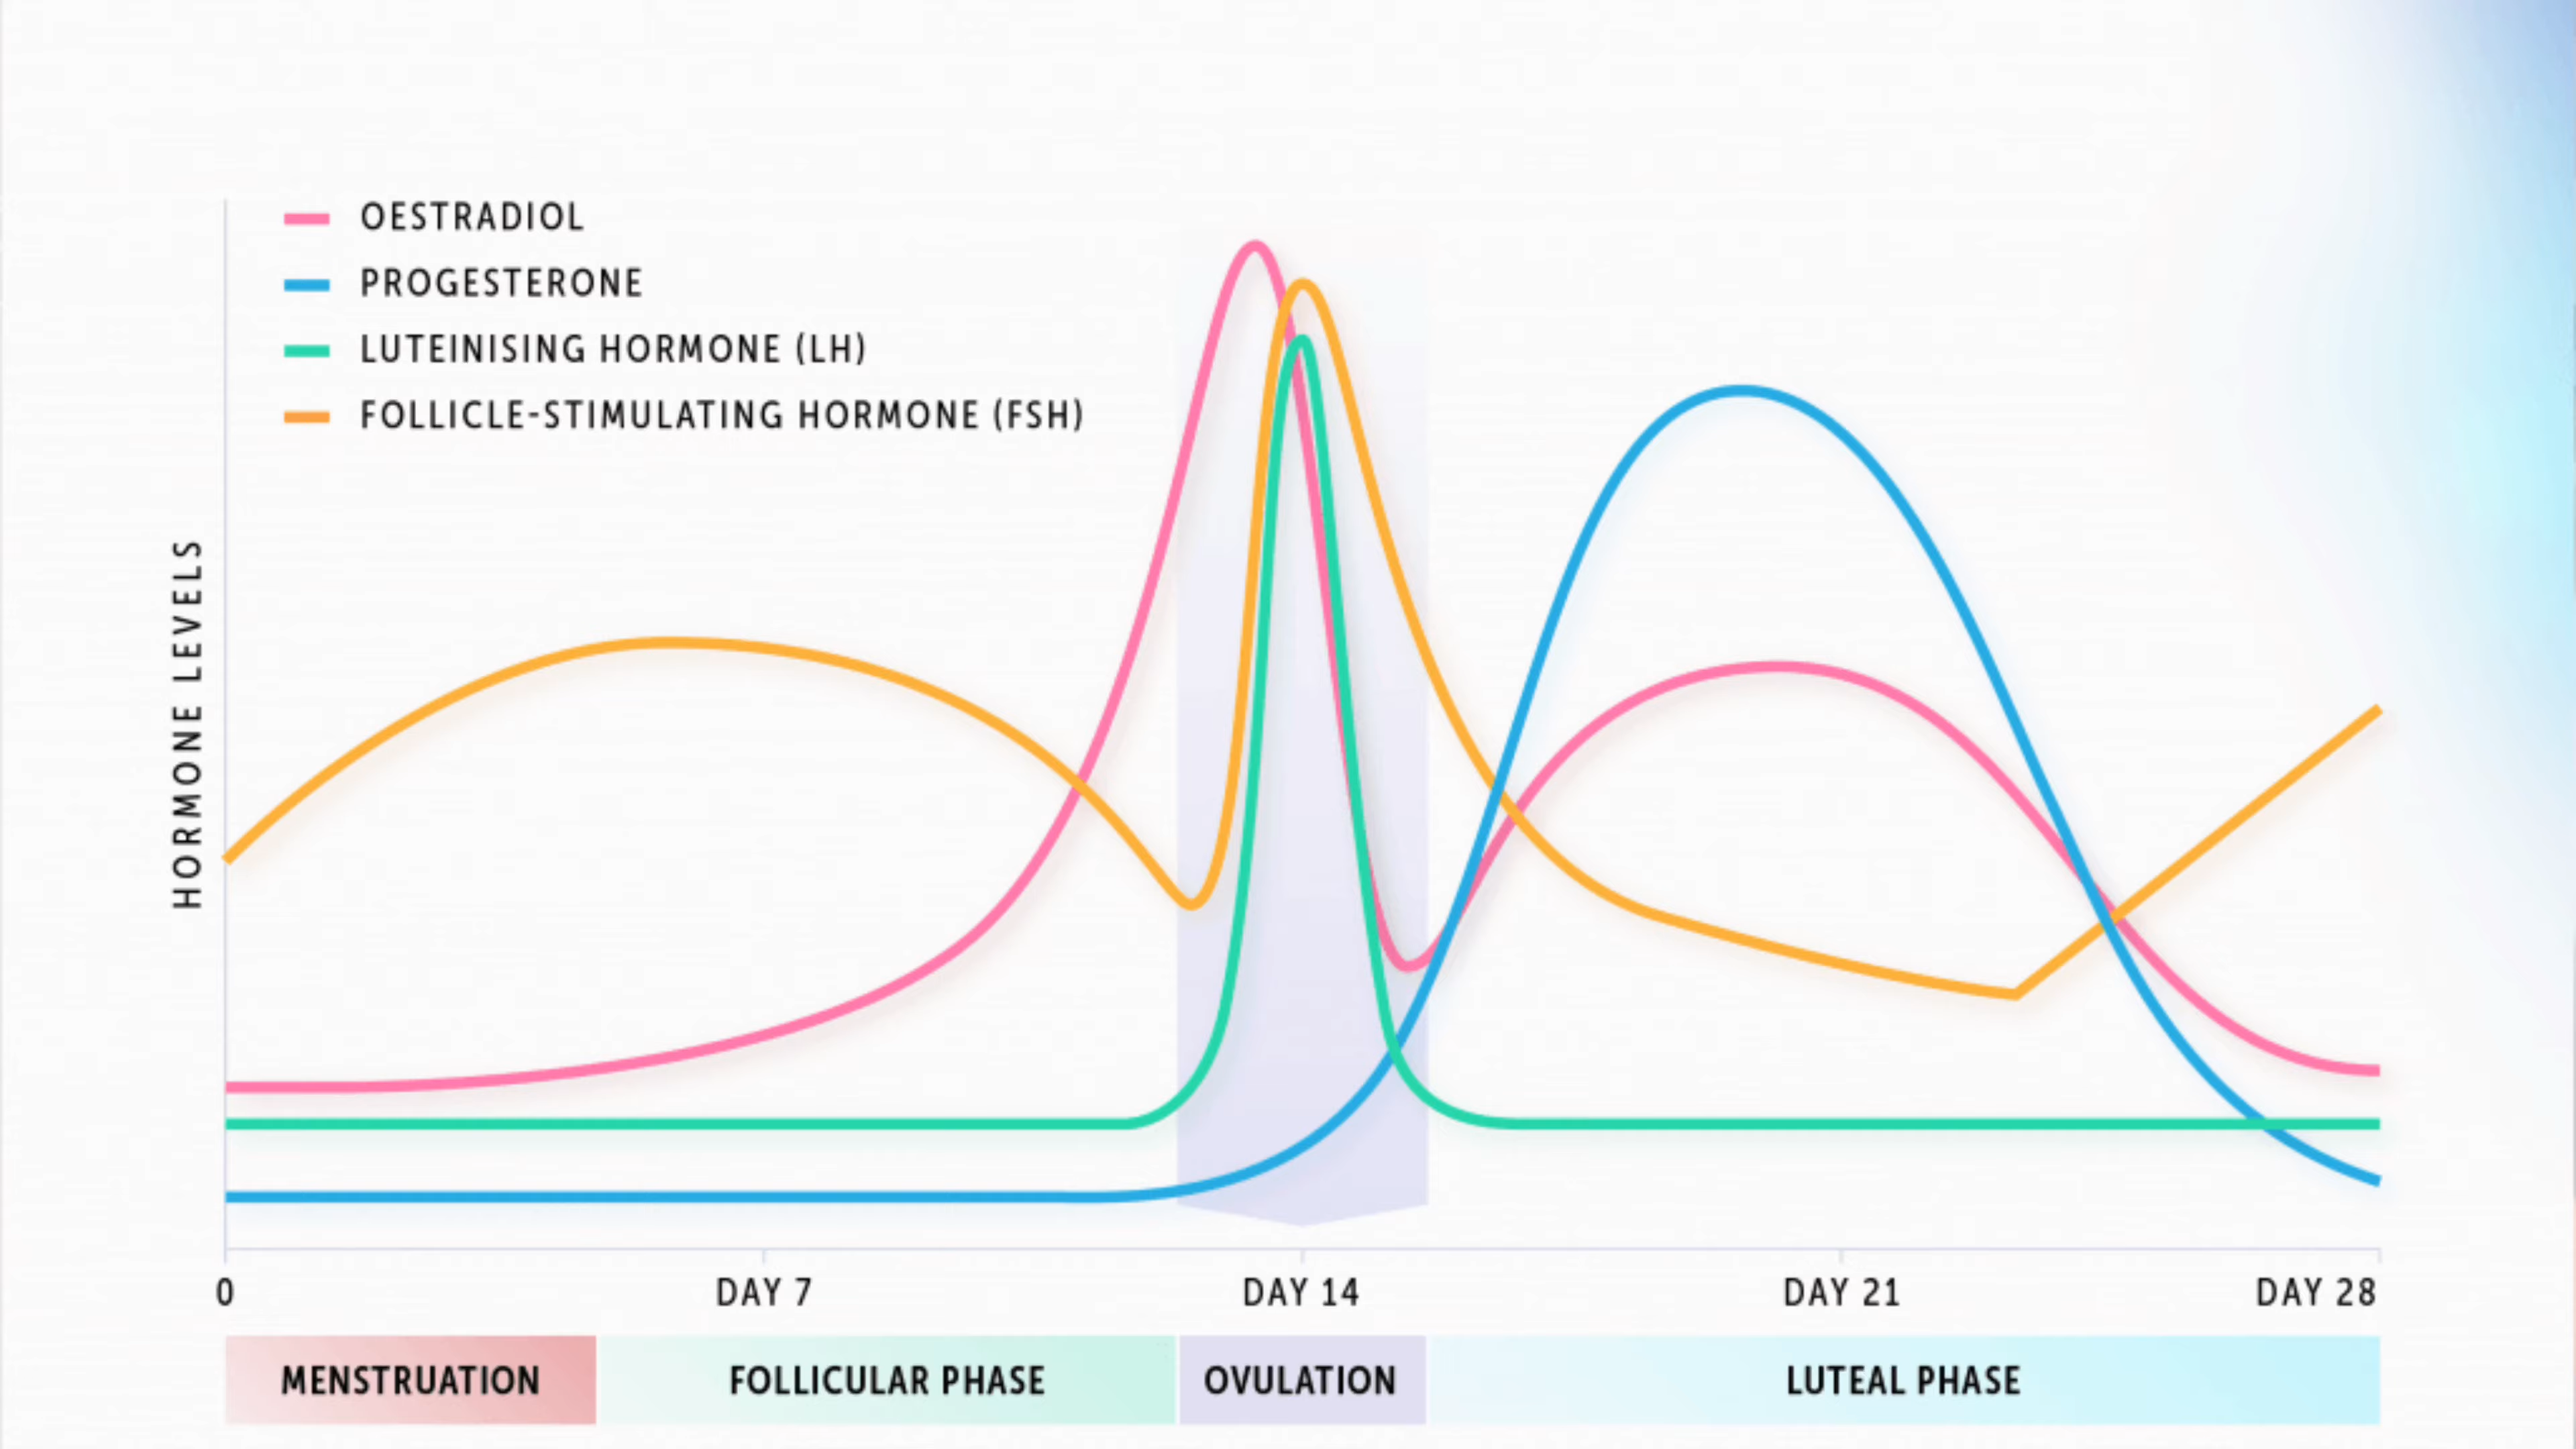 OESTRADIOL
PROGESTERONE
LUTEINISING HORMONE (LH)
FOLLICLE-STIMULATING HORMONE (FSH)
HORMONE LEVELS
0 DAY 7 DAY 14 DAY 21 DAY 28
MENSTRUATION FOLLICULAR PHASE OVULATION LUTEAL PHASE